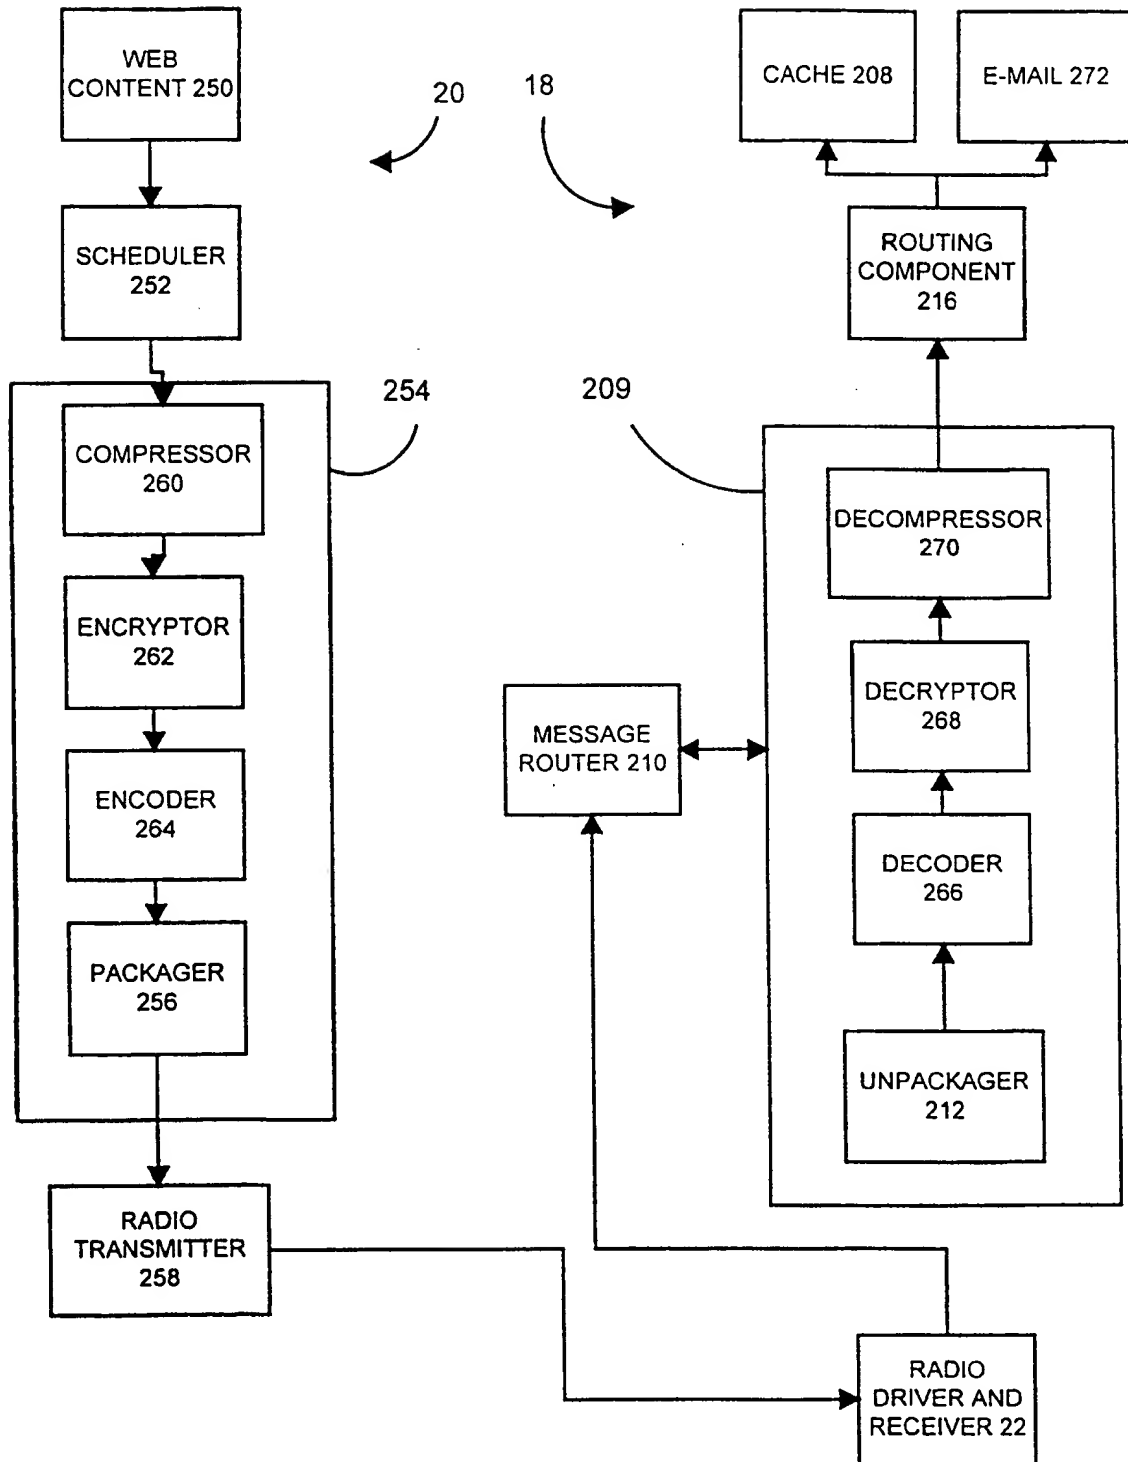 WEB
CONTENT 250
20
18
CACHE 208
E-MAIL 272
SCHEDULER
252
ROUTING
COMPONENT
216
254
209
COMPRESSOR
260
ENCRYPTOR
262
ENCODER
264
PACKAGER
256
RADIO
TRANSMITTER
258
MESSAGE
ROUTER 210
DECOMPRESSOR
270
DECRYPTOR
268
DECODER
266
UNPACKAGER
212
RADIO
DRIVER AND
RECEIVER 22